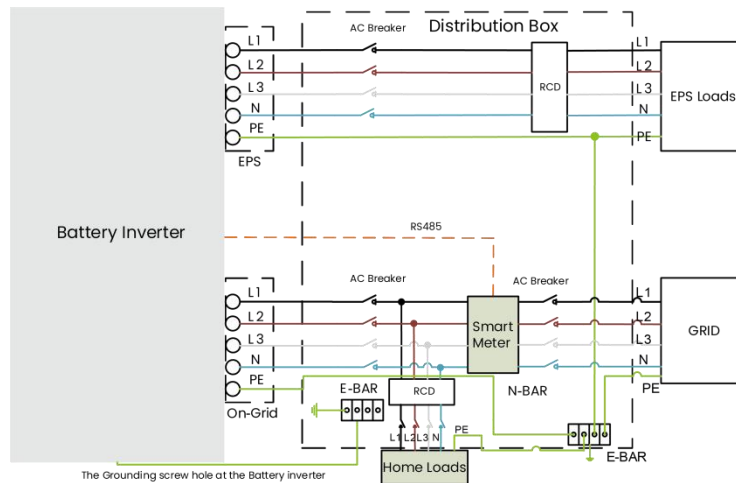 Distribution Box
AC Breaker
L1
L2
L3
N
PE
EPS
RCD
L1
L2
L3
N
PE
EPS Loads
Battery Inverter
RS485
AC Breaker
AC Breaker
L1
L2
L3
N
PE
On-Grid
Smart
Meter
L1
L2
L3
N
PE
GRID
E-BAR
RCD
N-BAR
L1 L2 L3 N
PE
E-BAR
Home Loads
The Grounding screw hole at the Battery inverter